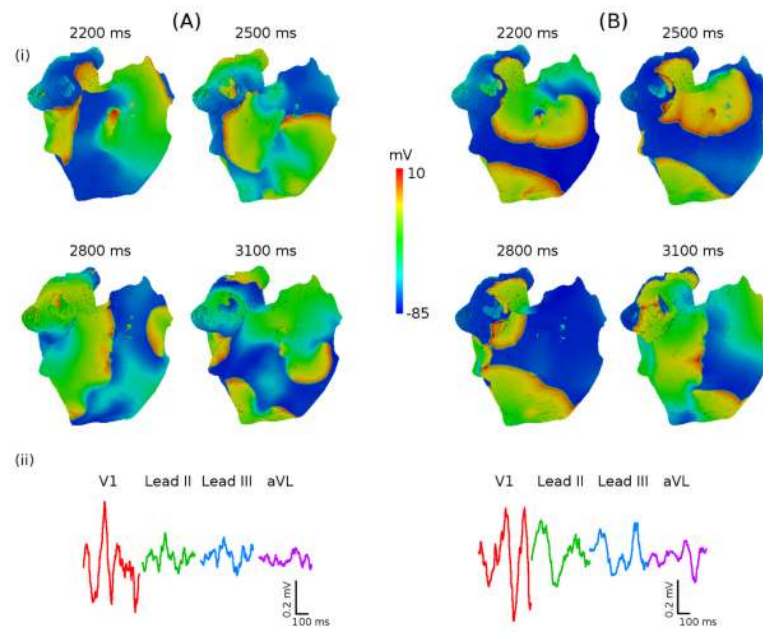 (A) (B)
(i)
2200 ms 2500 ms 2200 ms 2500 ms
mV
10
-85
2800 ms 3100 ms 2800 ms 3100 ms
(ii)
V1 Lead II Lead III aVL V1 Lead II Lead III aVL
0.2 mV
100 ms
0.2 mV
100 ms